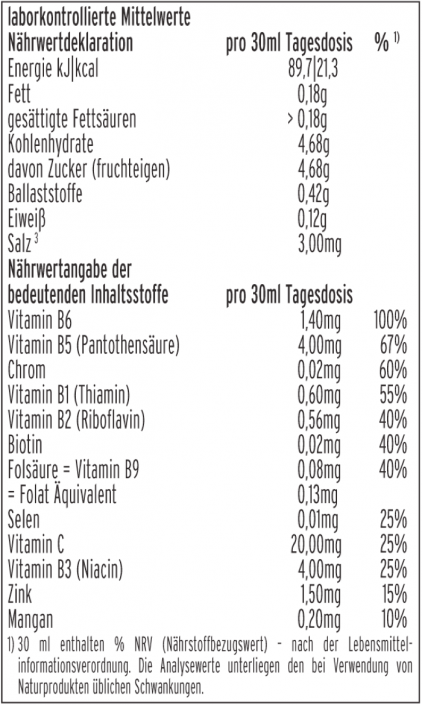 laborkontrollierte Mittelwerte
Nährwertdeklaration pro 30ml Tagesdosis % 1)
Energie kJ|kcal 89,7|21,3
Fett 0,18g
gesättigte Fettsäuren > 0,18g
Kohlenhydrate 4,68g
davon Zucker (fruchteigen) 4,68g
Ballaststoffe 0,42g
Eiweiß 0,12g
Salz 3 3,00mg
Nährwertangabe der
bedeutenden Inhaltsstoffe pro 30ml Tagesdosis
Vitamin B6 1,40mg 100%
Vitamin B5 (Pantothensäure) 4,00mg 67%
Chrom 0,02mg 60%
Vitamin B1 (Thiamin) 0,60mg 55%
Vitamin B2 (Riboflavin) 0,56mg 40%
Biotin 0,02mg 40%
Folsäure = Vitamin B9 0,08mg 40%
= Folat Äquivalent 0,13mg
Selen 0,01mg 25%
Vitamin C 20,00mg 25%
Vitamin B3 (Niacin) 4,00mg 25%
Zink 1,50mg 15%
Mangan 0,20mg 10%
1) 30 ml enthalten % NRV (Nährstoffbezugswert) - nach der Lebensmittel-
informationsverordnung. Die Analysewerte unterliegen den bei Verwendung von
Naturprodukten üblichen Schwankungen.